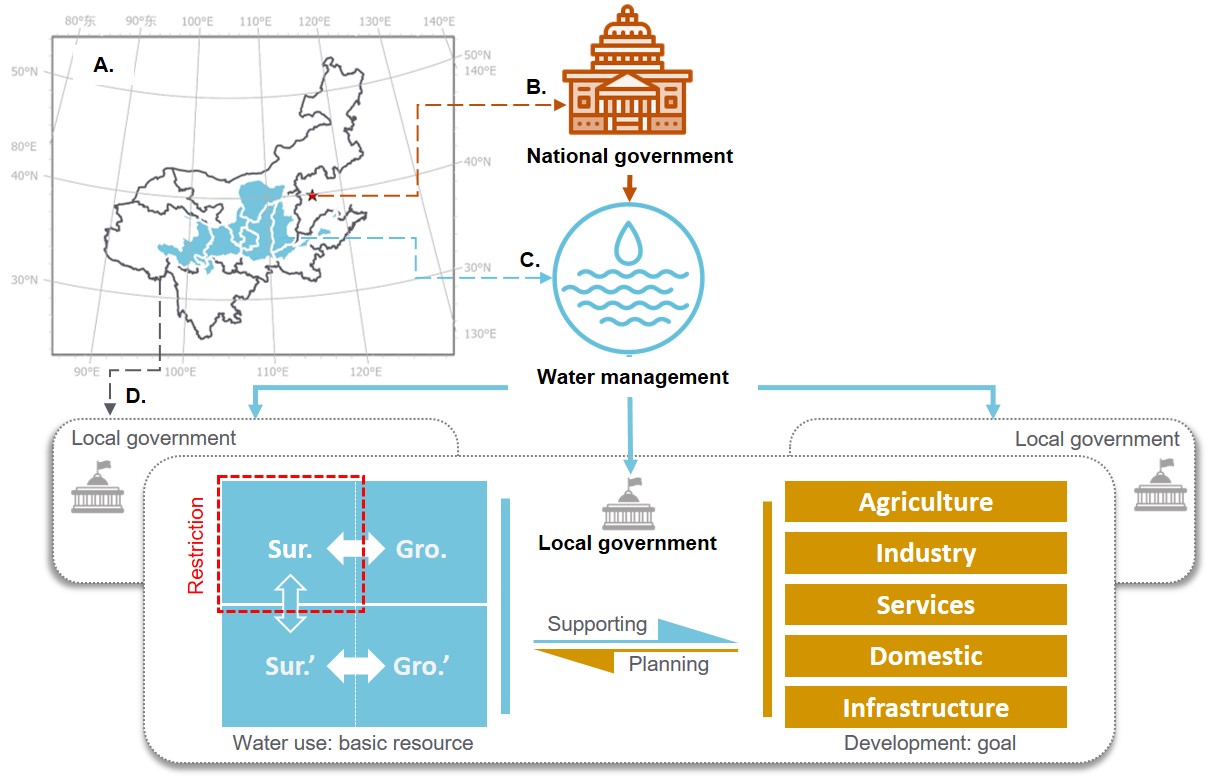 80°东 90°东 100°E 110°E 120°E 130°E 140°E
A.
50°N
50°N
140°E
B.
80°E
40°N
40°N
National government
30°N
30°N
C.
130°E
90°E 100°E 110°E 120°E
Water management
D.
Local government
Local government
Restriction
Sur. Gro.
Sur.’ Gro.’
Water use: basic resource
Local government
Supporting
Planning
Agriculture
Industry
Services
Domestic
Infrastructure
Development: goal